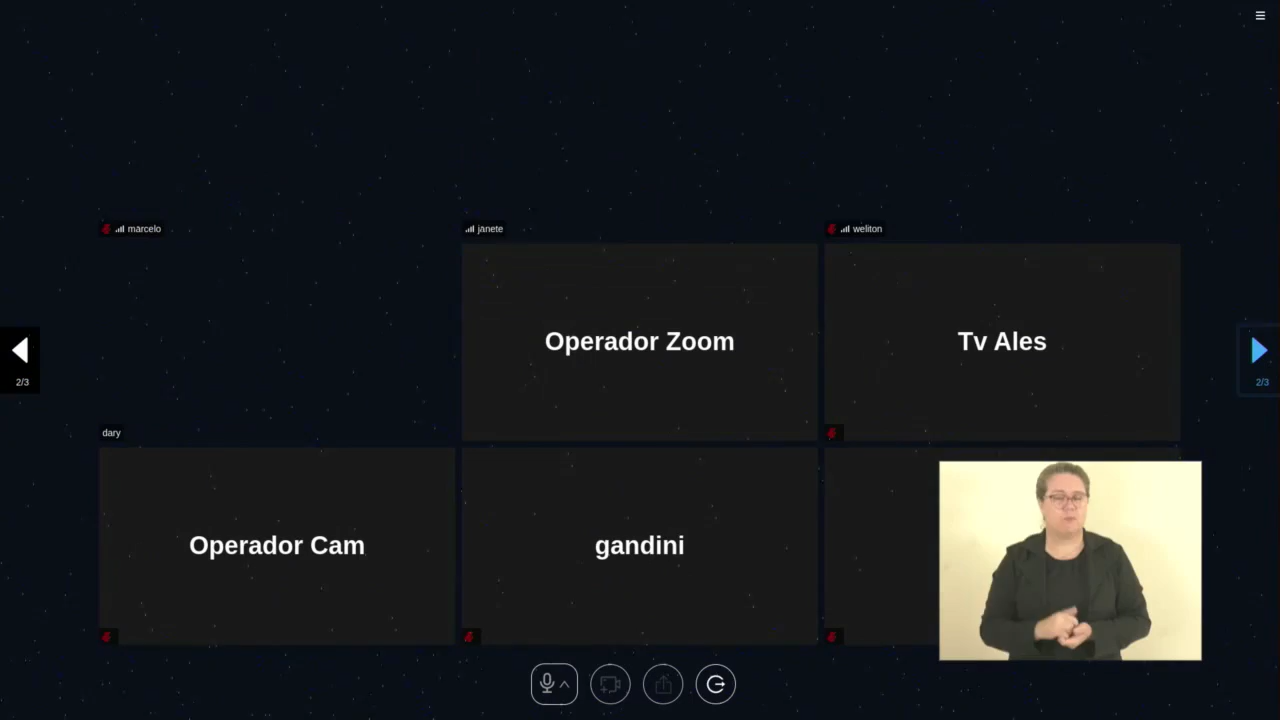 marcelo
janete
weliton
Operador Zoom
Tv Ales
2/3
2/3
dary
Operador Cam
gandini